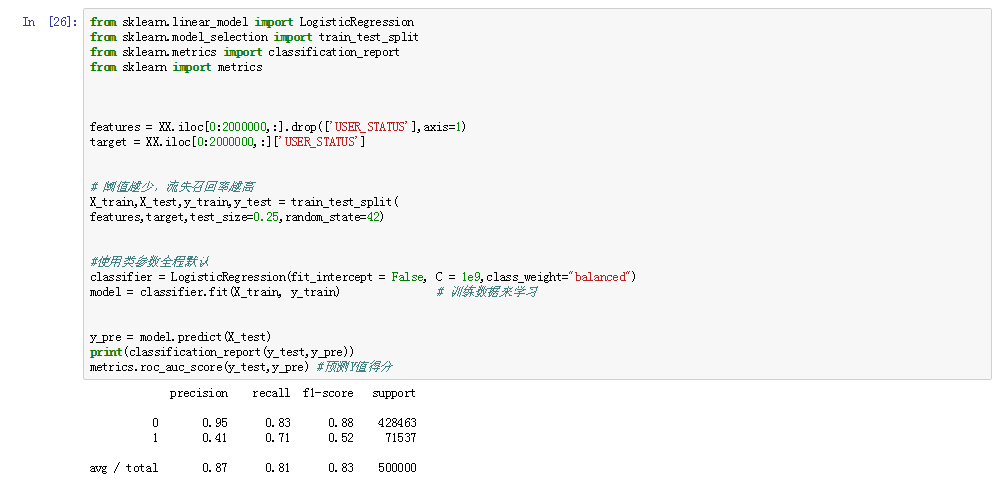 In [26]: from sklearn.linear_model import LogisticRegression
from sklearn.model_selection import train_test_split
from sklearn.metrics import classification_report
from sklearn import metrics
features = XX.iloc[0:2000000,:].drop(['USER_STATUS'],axis=1)
target = XX.iloc[0:2000000,:]['USER_STATUS']
# 阈值越少，流失召回率越高
X_train,X_test,y_train,y_test = train_test_split(
features,target,test_size=0.25,random_state=42)
#使用类参数全程默认
classifier = LogisticRegression(fit_intercept = False, C = 1e9,class_weight="balanced")
model = classifier.fit(X_train, y_train) # 训练数据来学习
y_pre = model.predict(X_test)
print(classification_report(y_test,y_pre))
metrics.roc_auc_score(y_test,y_pre) #预测Y值得分
precision recall f1-score support
0 0.95 0.83 0.88 428463
1 0.41 0.71 0.52 71537
avg / total 0.87 0.81 0.83 500000